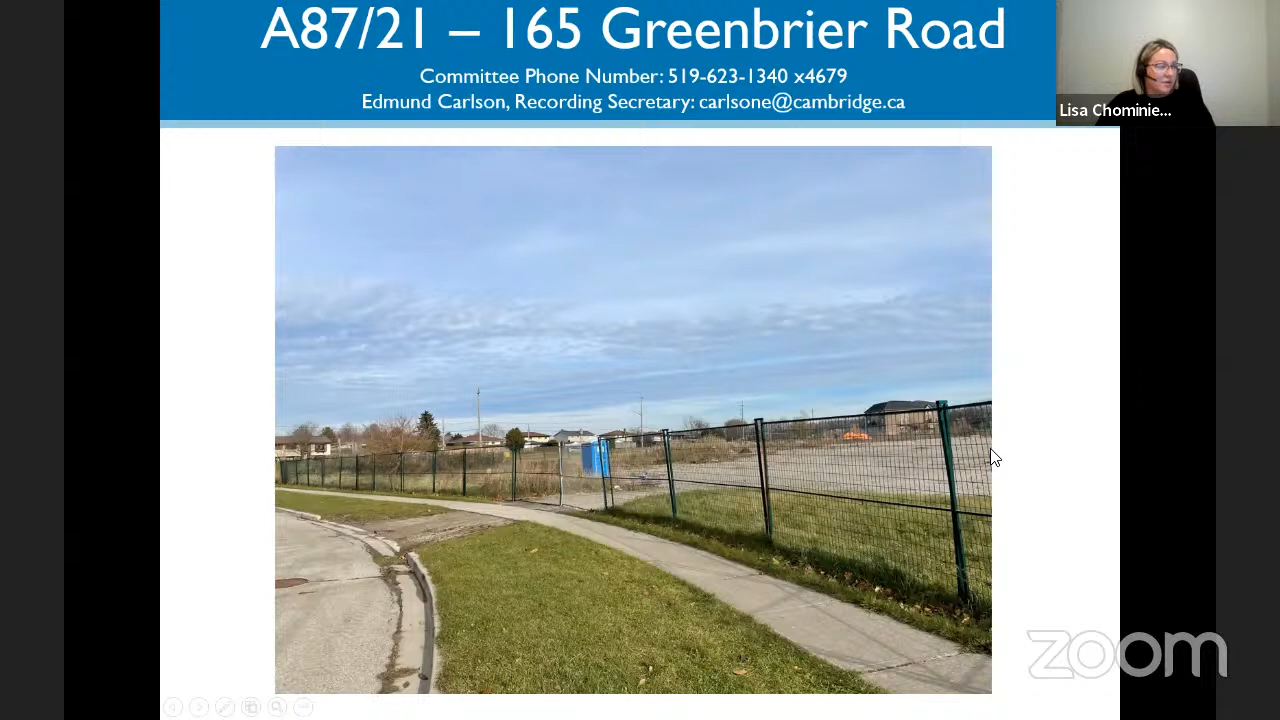 A87/21 – 165 Greenbrier Road
Committee Phone Number: 519-623-1340 x4679
Edmund Carlson, Recording Secretary: carlsone@cambridge.ca
Lisa Chominie...
zoom